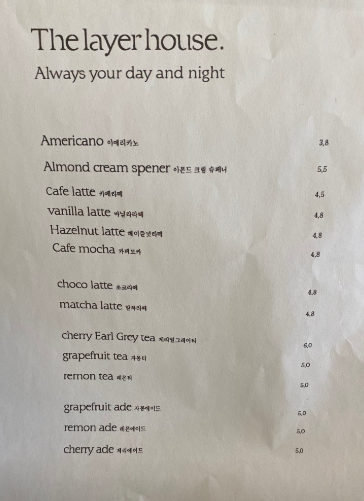 The layer house.
Always your day and night
Americano 아메리카노 3,8
Almond cream spener 아몬드 크림 슈페너 5,5
Cafe latte 카페라떼 4,5
vanilla latte 바닐라라떼 4,8
Hazelnut latte 헤이즐넛라떼 4,8
Cafe mocha 카페모카 4,8
choco latte 초코라떼 4,8
matcha latte 말차라떼 4,8
cherry Earl Grey tea 체리얼그레이티 6,0
grapefruit tea 자몽티 5,0
remon tea 레몬티 5,0
grapefruit ade 자몽에이드 5,0
remon ade 레몬에이드 5,0
cherry ade 체리에이드 5,0